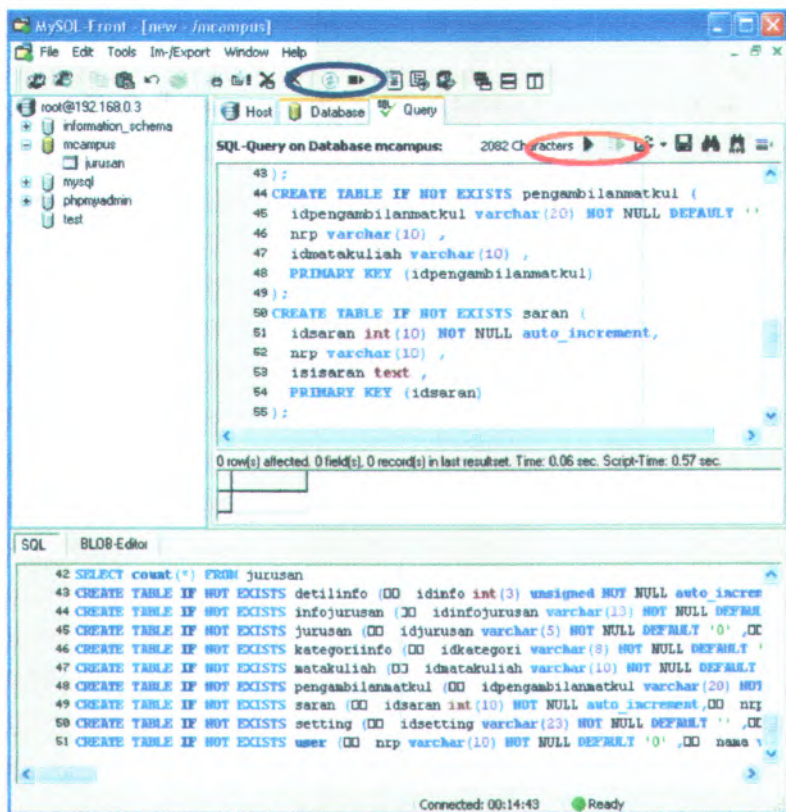 MySQL-Front - [new - /mcampus]
File Edit Tools Im-/Export Window Help
root@192.168.0.3
information_schema
mcampus
jurusan
mysql
phpmyadmin
test
Host Database Query
SQL-Query on Database mcampus: 2082 Characters
43 );
44 CREATE TABLE IF NOT EXISTS pengambilanmatkul (
45 idpengambilanmatkul varchar(20) NOT NULL DEFAULT ''
46 nrp varchar(10) ,
47 idmatakuliah varchar(10) ,
48 PRIMARY KEY (idpengambilanmatkul)
49 );
50 CREATE TABLE IF NOT EXISTS saran (
51 idsaran int(10) NOT NULL auto_increment,
52 nrp varchar(10) ,
53 isisaran text ,
54 PRIMARY KEY (idsaran)
55 );
0 row(s) affected. 0 field(s), 0 record(s) in last resultset. Time: 0.06 sec. Script-Time: 0.57 sec.
SQL BLOB-Editor
42 SELECT count(*) FROM jurusan
43 CREATE TABLE IF NOT EXISTS detilinfo (□□ idinfo int(3) unsigned NOT NULL auto_increm
44 CREATE TABLE IF NOT EXISTS infojurusan (□□ idinfojurusan varchar(13) NOT NULL DEFAUL
45 CREATE TABLE IF NOT EXISTS jurusan (□□ idjurusan varchar(5) NOT NULL DEFAULT '0' ,□□
46 CREATE TABLE IF NOT EXISTS kategoriinfo (□□ idkategori varchar(8) NOT NULL DEFAULT '
47 CREATE TABLE IF NOT EXISTS matakuliah (□□ idmatakuliah varchar(10) NOT NULL DEFAULT
48 CREATE TABLE IF NOT EXISTS pengambilanmatkul (□□ idpengambilanmatkul varchar(20) NOT
49 CREATE TABLE IF NOT EXISTS saran (□□ idsaran int(10) NOT NULL auto_increment,□□ nrp
50 CREATE TABLE IF NOT EXISTS setting (□□ idsetting varchar(23) NOT NULL DEFAULT '' ,□□
51 CREATE TABLE IF NOT EXISTS user (□□ nrp varchar(10) NOT NULL DEFAULT '0' ,□□ nama v
Connected: 00:14:43 Ready